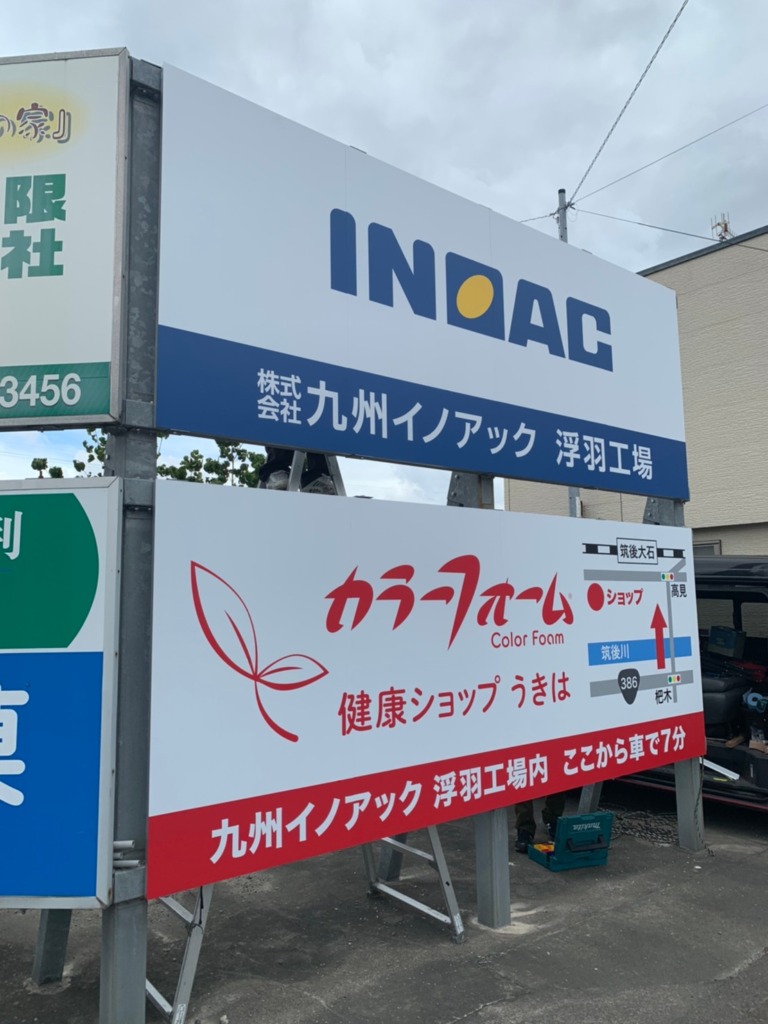 の家り
限
社
3456
INOAC
株式会社 九州イノアック 浮羽工場
カラーフォーム
Color Foam
健康ショップ うきは
筑後大石
高見
ショップ
筑後川
386
杷木
九州イノアック 浮羽工場内 ここから車で7分
makita